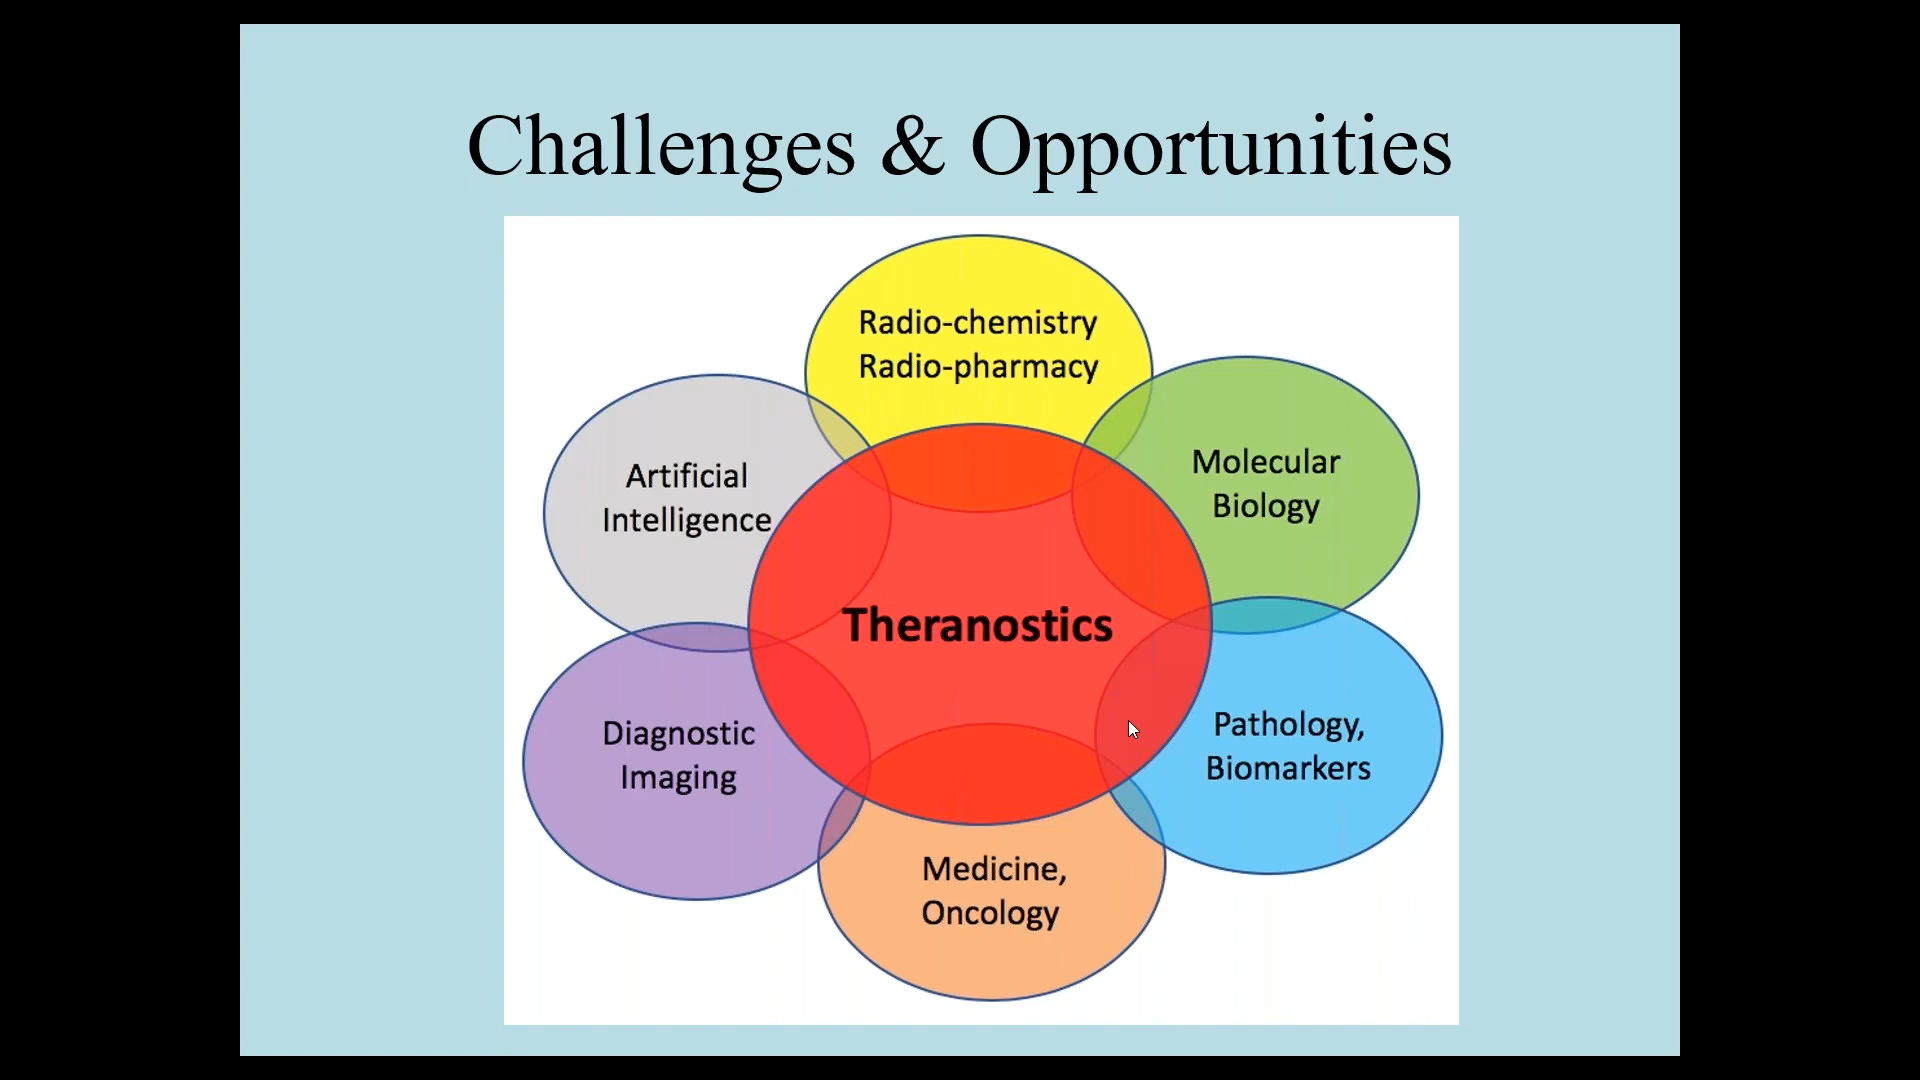 Challenges & Opportunities
Radio-chemistry
Radio-pharmacy
Artificial
Intelligence
Molecular
Biology
Theranostics
Diagnostic
Imaging
Pathology,
Biomarkers
Medicine,
Oncology